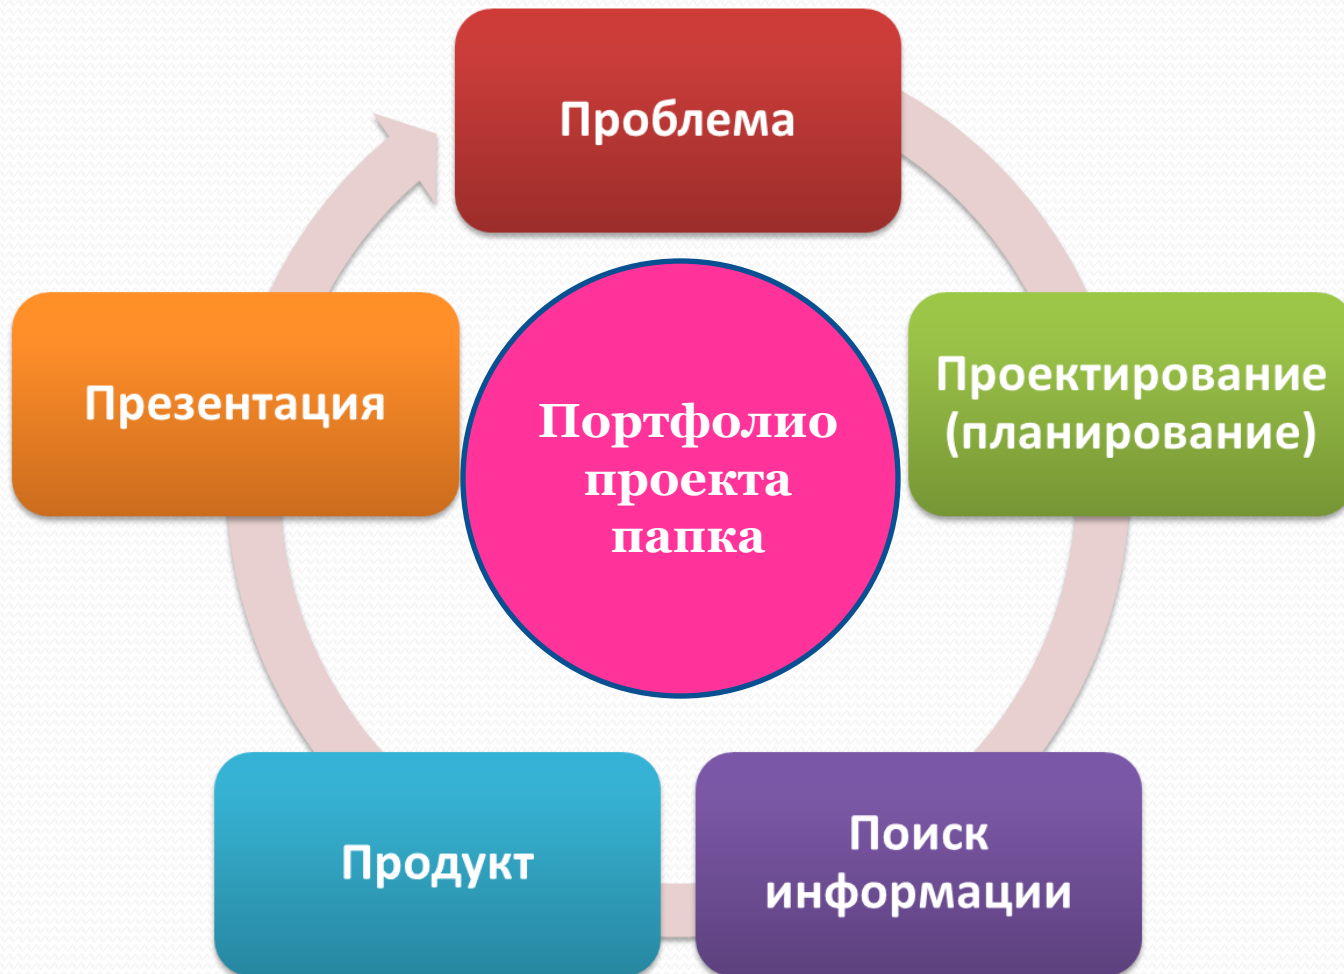 Проблема
Проектирование
(планирование)
Поиск
информации
Продукт
Презентация
Портфолио
проекта
папка